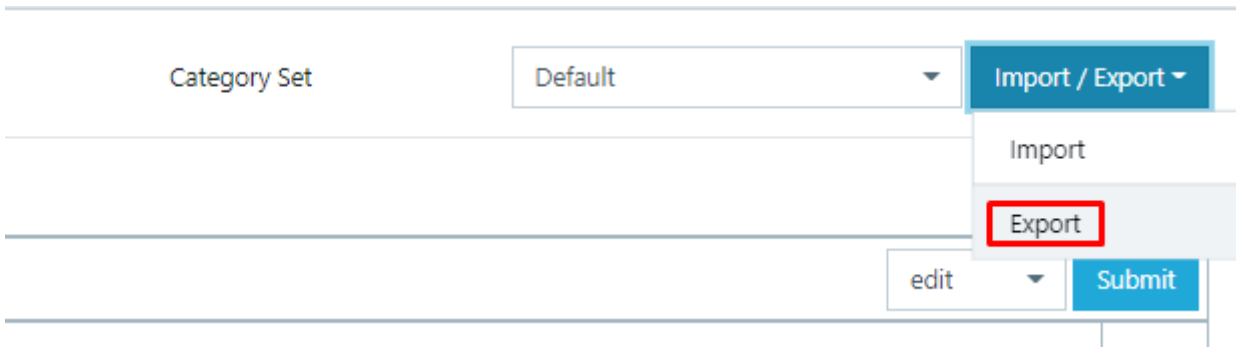 Category Set
Default
Import / Export
Import
Export
edit
Submit